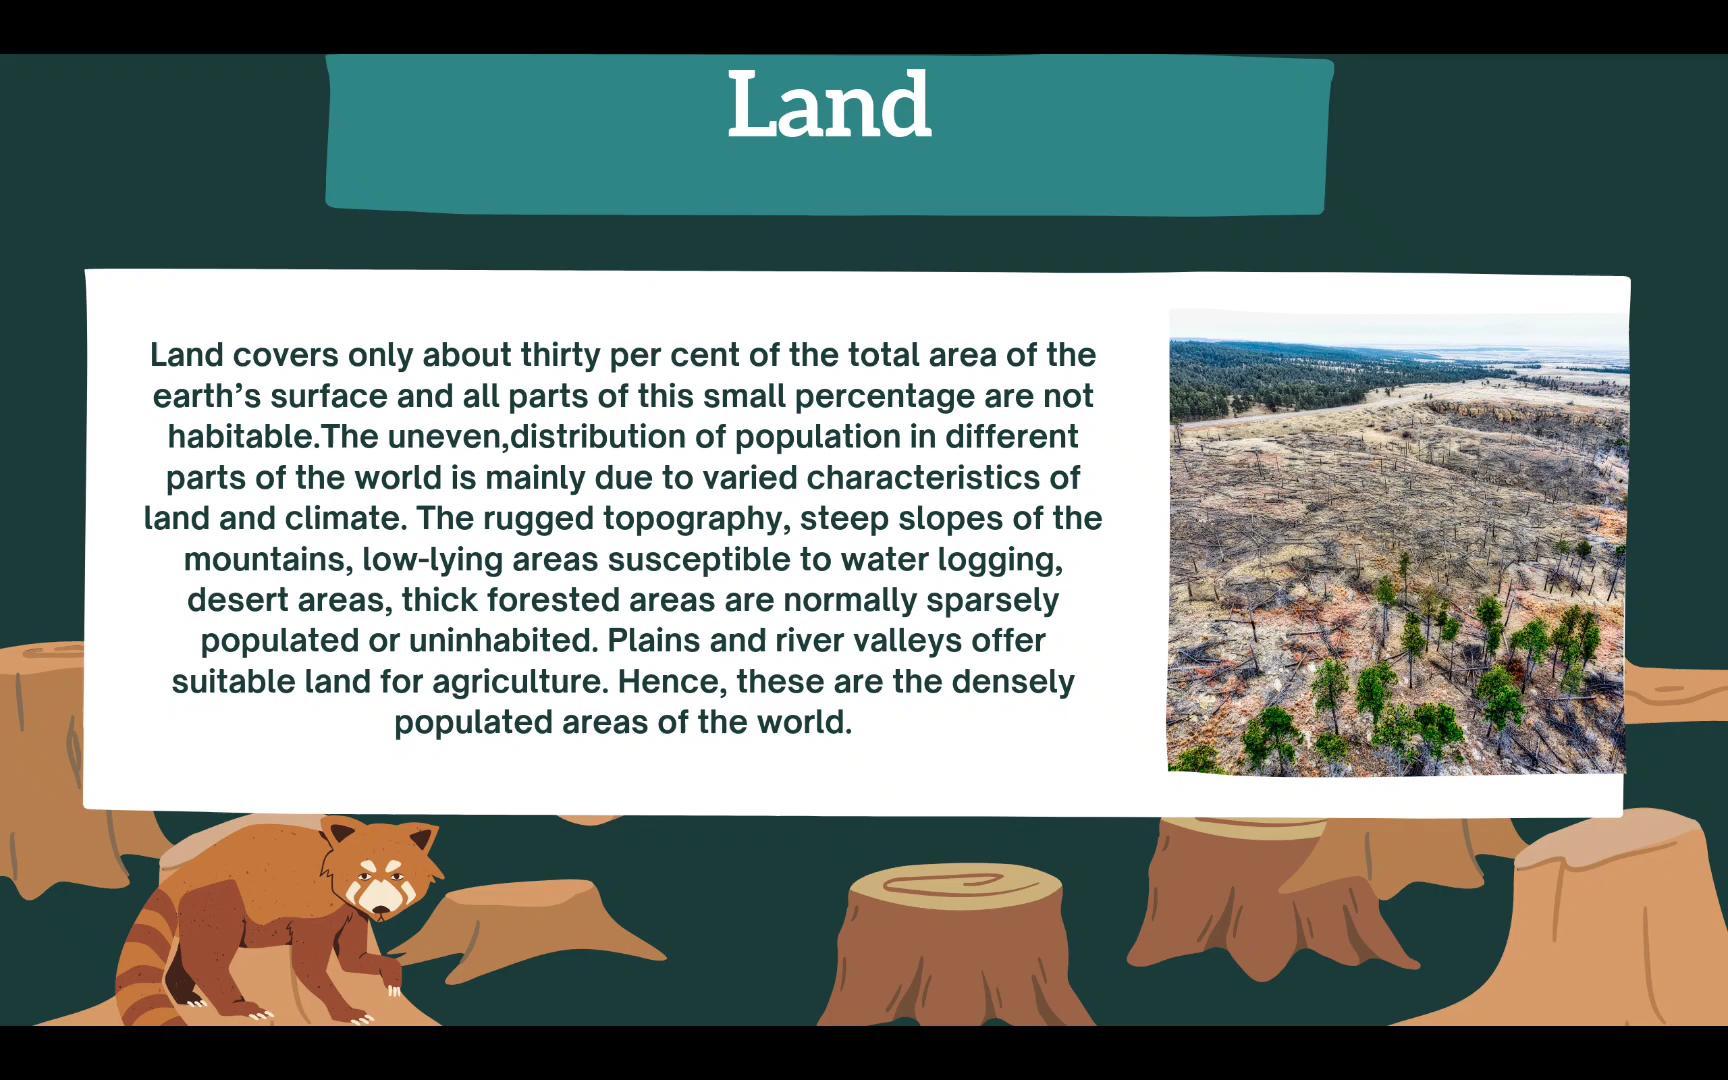 Land
Land covers only about thirty per cent of the total area of the
earth’s surface and all parts of this small percentage are not
habitable.The uneven,distribution of population in different
parts of the world is mainly due to varied characteristics of
land and climate. The rugged topography, steep slopes of the
mountains, low-lying areas susceptible to water logging,
desert areas, thick forested areas are normally sparsely
populated or uninhabited. Plains and river valleys offer
suitable land for agriculture. Hence, these are the densely
populated areas of the world.